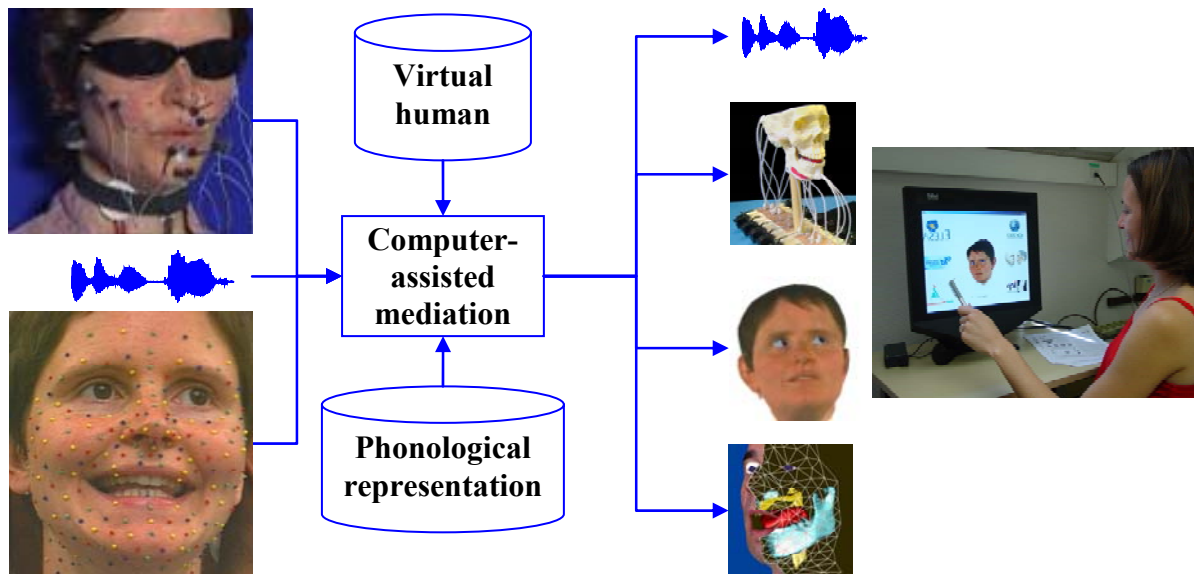 Virtual
human
Computer-
assisted
mediation
Phonological
representation